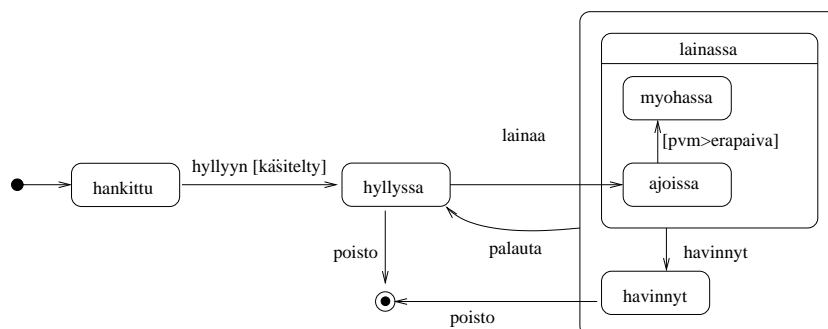 lainassa
myohassa
lainaa
[pvm>erapaiva]
hyllyyn [käsitelty]
hankittu
hyllyssa
ajoissa
poisto
palauta
havinnyt
havinnyt
poisto